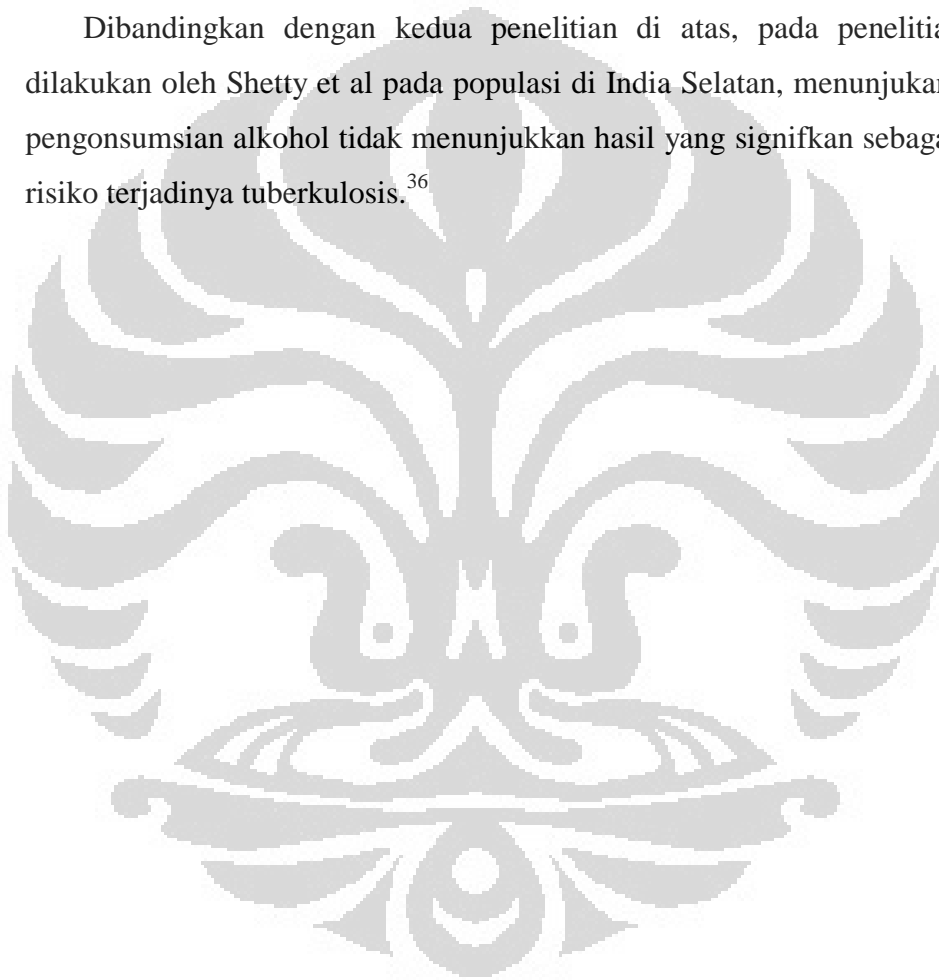 Dibandingkan dengan kedua penelitian di atas, pada penelitia
dilakukan oleh Shetty et al pada populasi di India Selatan, menunjukan
pengonsumsian alkohol tidak menunjukkan hasil yang signifkan sebaga
risiko terjadinya tuberkulosis.36